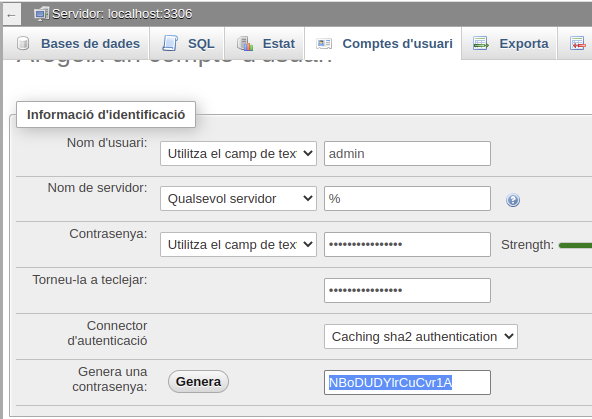 ← Servidor: localhost:3306
Bases de dades SQL Estat Comptes d'usuari Exporta
Afegeix un compte d'usuari
Informació d'identificació
Nom d'usuari: Utilitza el camp de tex admin
Nom de servidor: Qualsevol servidor % ?
Contrasenya: Utilitza el camp de tex •••••••••••••••• Strength:
Torneu-la a teclejar: ••••••••••••••••
Connector
d'autenticació Caching sha2 authentication
Genera una
contrasenya: Genera NBoDUDYlrCuCvr1A